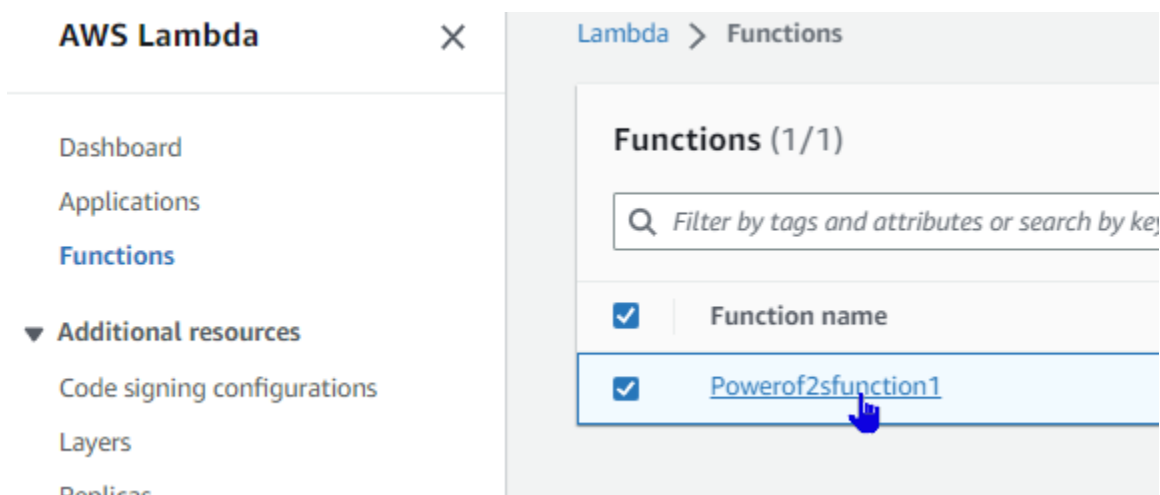 AWS Lambda
Dashboard
Applications
Functions
Additional resources
Code signing configurations
Layers
Replicas
Lambda > Functions
Functions (1/1)
Filter by tags and attributes or search by
Function name
Powerof2sfunction1